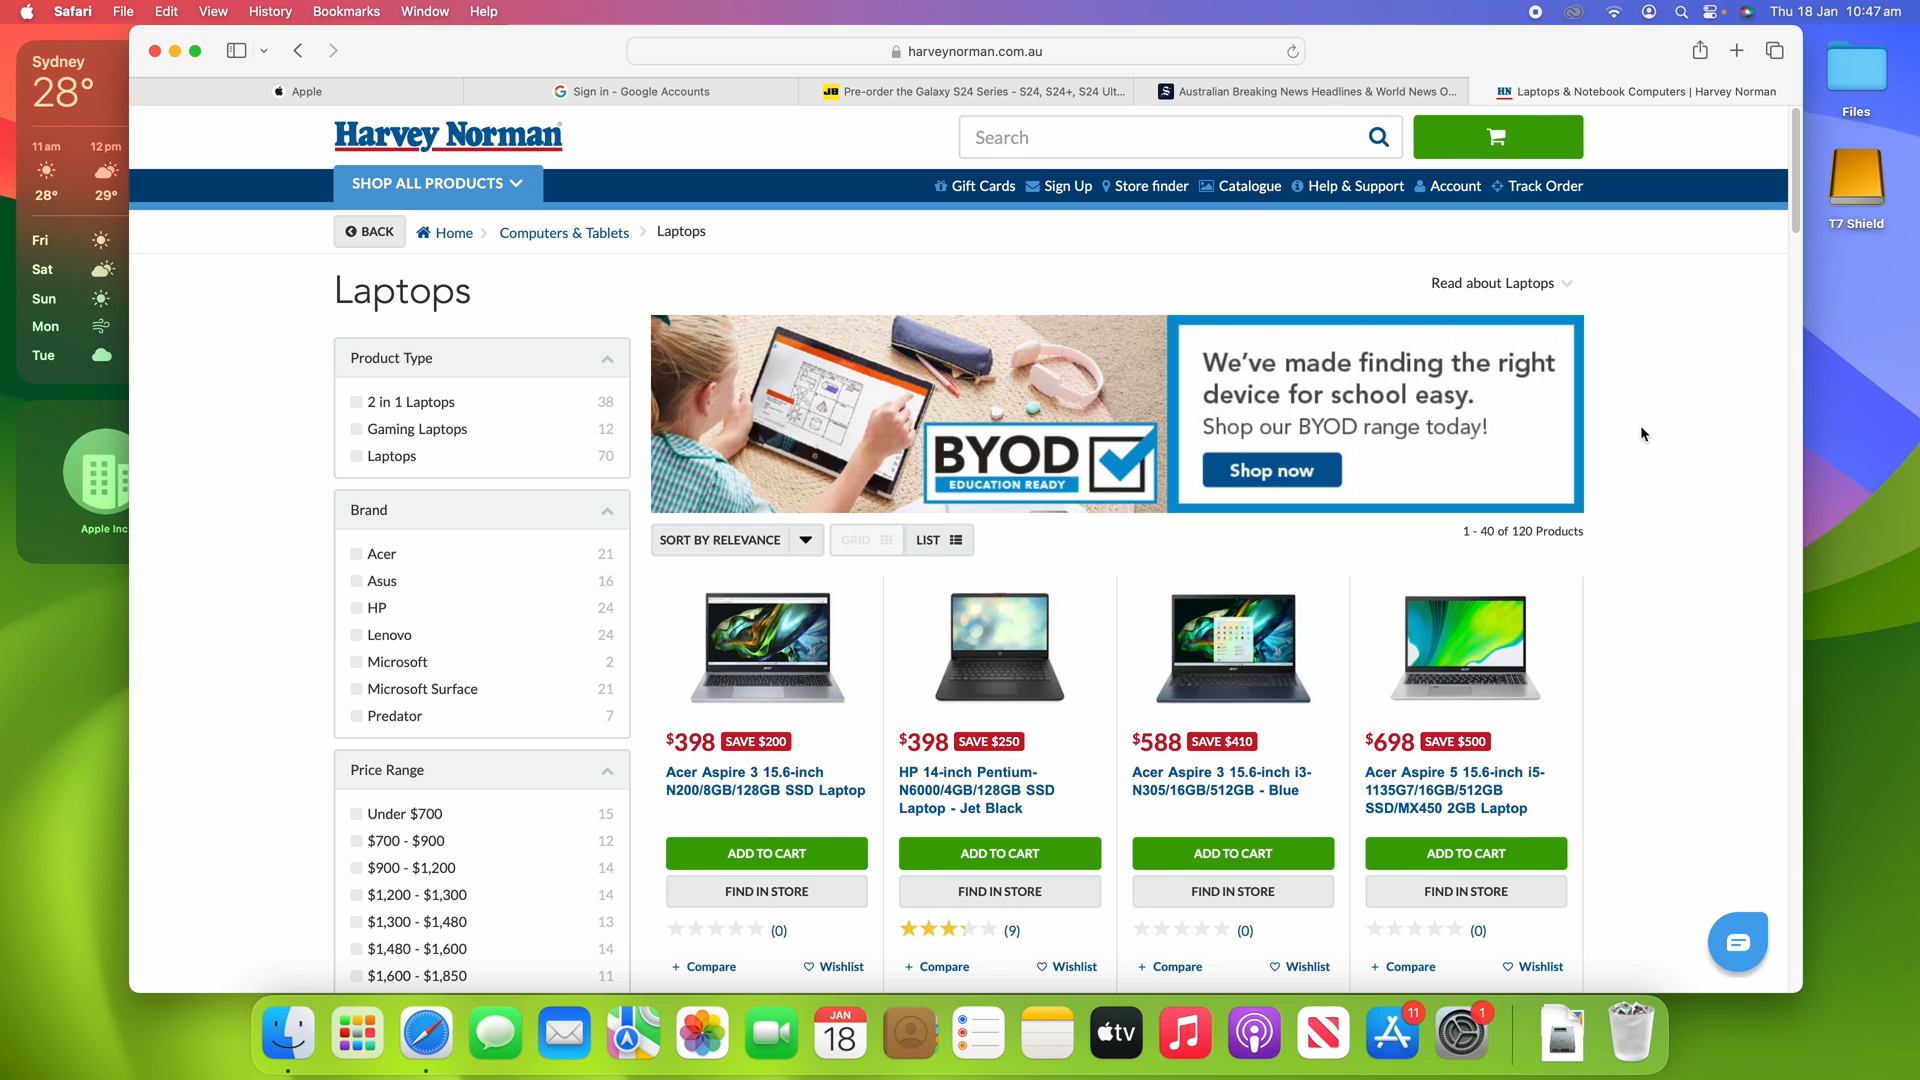 Safari File Edit View History Bookmarks Window Help
Thu 18 Jan 10:47 am
Sydney
28°
11am 12pm
28° 29°
Fri
Sat
Sun
Mon
Tue
Apple Inc
harveynorman.com.au
Apple
Sign in - Google Accounts
JB Pre-order the Galaxy S24 Series - S24, S24+, S24 Ult...
S Australian Breaking News Headlines & World News O...
HN Laptops & Notebook Computers | Harvey Norman
Files
T7 Shield
Harvey Norman
Search
SHOP ALL PRODUCTS
Gift Cards Sign Up Store finder Catalogue Help & Support Account Track Order
BACK Home Computers & Tablets Laptops
Laptops
Read about Laptops
Product Type
2 in 1 Laptops 38
Gaming Laptops 12
Laptops 70
Brand
Acer 21
Asus 16
HP 24
Lenovo 24
Microsoft 2
Microsoft Surface 21
Predator 7
Price Range
Under $700 15
$700 - $900 12
$900 - $1,200 14
$1,200 - $1,300 14
$1,300 - $1,480 13
$1,480 - $1,600 14
$1,600 - $1,850 11
BYOD
EDUCATION READY
We've made finding the right
device for school easy.
Shop our BYOD range today!
Shop now
SORT BY RELEVANCE GRID LIST
1 - 40 of 120 Products
$398 SAVE $200
Acer Aspire 3 15.6-inch
N200/8GB/128GB SSD Laptop
ADD TO CART
FIND IN STORE
(0)
+ Compare Wishlist
$398 SAVE $250
HP 14-inch Pentium-
N6000/4GB/128GB SSD
Laptop - Jet Black
ADD TO CART
FIND IN STORE
(9)
+ Compare Wishlist
$588 SAVE $410
Acer Aspire 3 15.6-inch i3-
N305/16GB/512GB - Blue
ADD TO CART
FIND IN STORE
(0)
+ Compare Wishlist
$698 SAVE $500
Acer Aspire 5 15.6-inch i5-
1135G7/16GB/512GB
SSD/MX450 2GB Laptop
ADD TO CART
FIND IN STORE
(0)
+ Compare Wishlist
JAN
18
tv
11
1